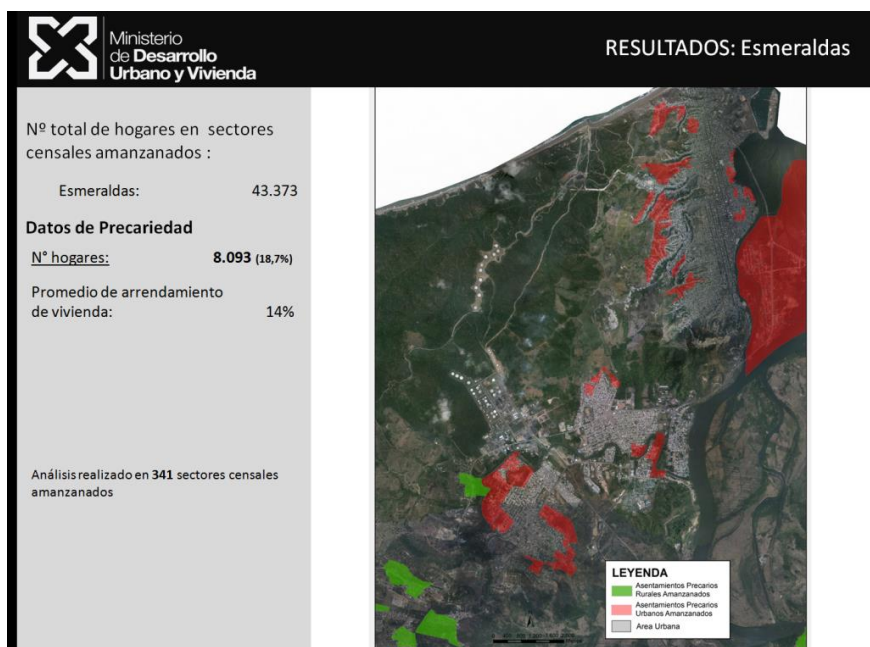 Ministerio
de Desarrollo
Urbano y Vivienda
RESULTADOS: Esmeraldas
Nº total de hogares en sectores
censales amanzanados :
Esmeraldas: 43.373
Datos de Precariedad
N° hogares: 8.093 (18,7%)
Promedio de arrendamiento
de vivienda: 14%
Análisis realizado en 341 sectores censales
amanzanados
LEYENDA
Asentamientos Precarios
Rurales Amanzanados
Asentamientos Precarios
Urbanos Amanzanados
Area Urbana